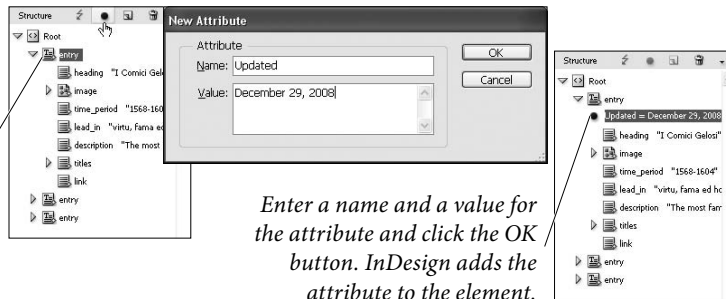 Structure
Root
entry
heading "I Comici Gel
image
time_period "1568-160
lead_in "virtu, fama e
description "The most
titles
link
entry
entry
New Attribute
Attribute
Name: Updated
Value: December 29, 2008
OK
Cancel
Enter a name and a value for
the attribute and click the OK
button. InDesign adds the
attribute to the element.
Structure
Root
entry
Updated = December 29, 2008
heading "I Comici Gelosi"
image
time_period "1568-1604"
lead_in "virtu, fama ed ho
description "The most fam
titles
link
entry
entry